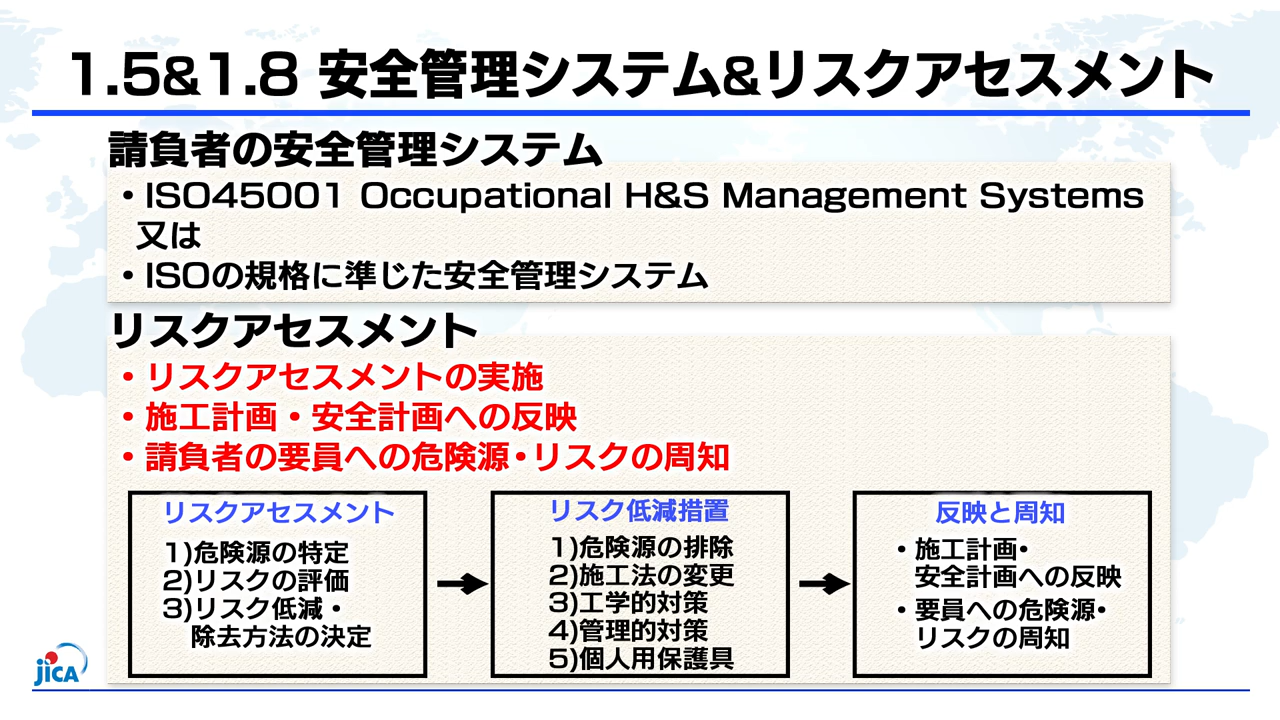 1.5&1.8 安全管理システム&リスクアセスメント
請負者の安全管理システム
・ISO45001 Occupational H&S Management Systems
又は
・ISOの規格に準じた安全管理システム
リスクアセスメント
・リスクアセスメントの実施
・施工計画・安全計画への反映
・請負者の要員への危険源・リスクの周知
リスクアセスメント
1)危険源の特定
2)リスクの評価
3)リスク低減・
除去方法の決定
リスク低減措置
1)危険源の排除
2)施工法の変更
3)工学的対策
4)管理的対策
5)個人用保護具
反映と周知
・施工計画・
安全計画への反映
・要員への危険源・
リスクの周知
jICA